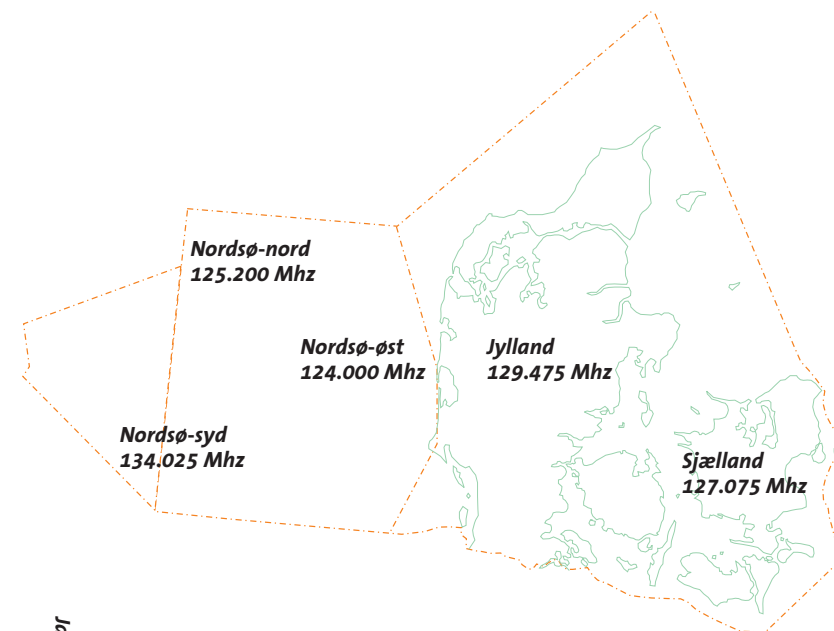 Nordsø-nord
125.200 Mhz
Nordsø-øst
124.000 Mhz
Jylland
129.475 MHz
Nordsø-syd
134.025 Mhz
Sjælland
127.075 MHz